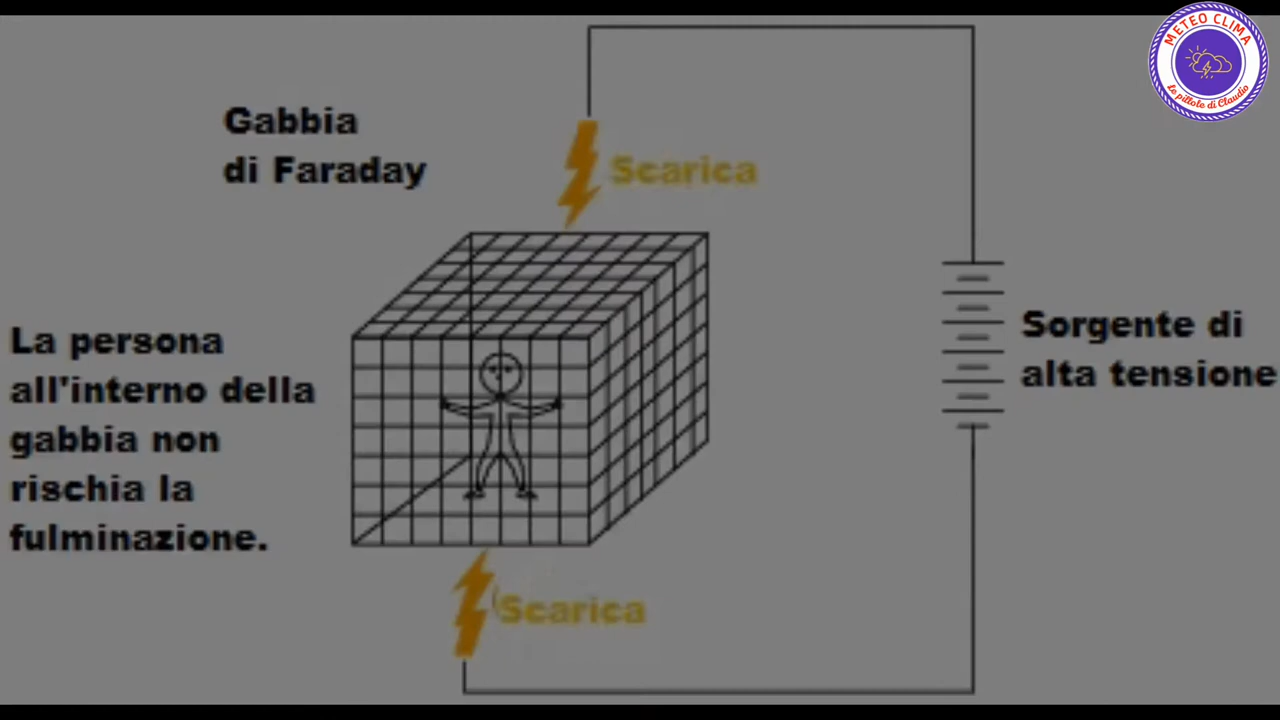 METEO CLIMA
Le pillole di Claudio
Gabbia
di Faraday
Scarica
La persona
all'interno della
gabbia non
rischia la
fulminazione.
Sorgente di
alta tensione
Scarica